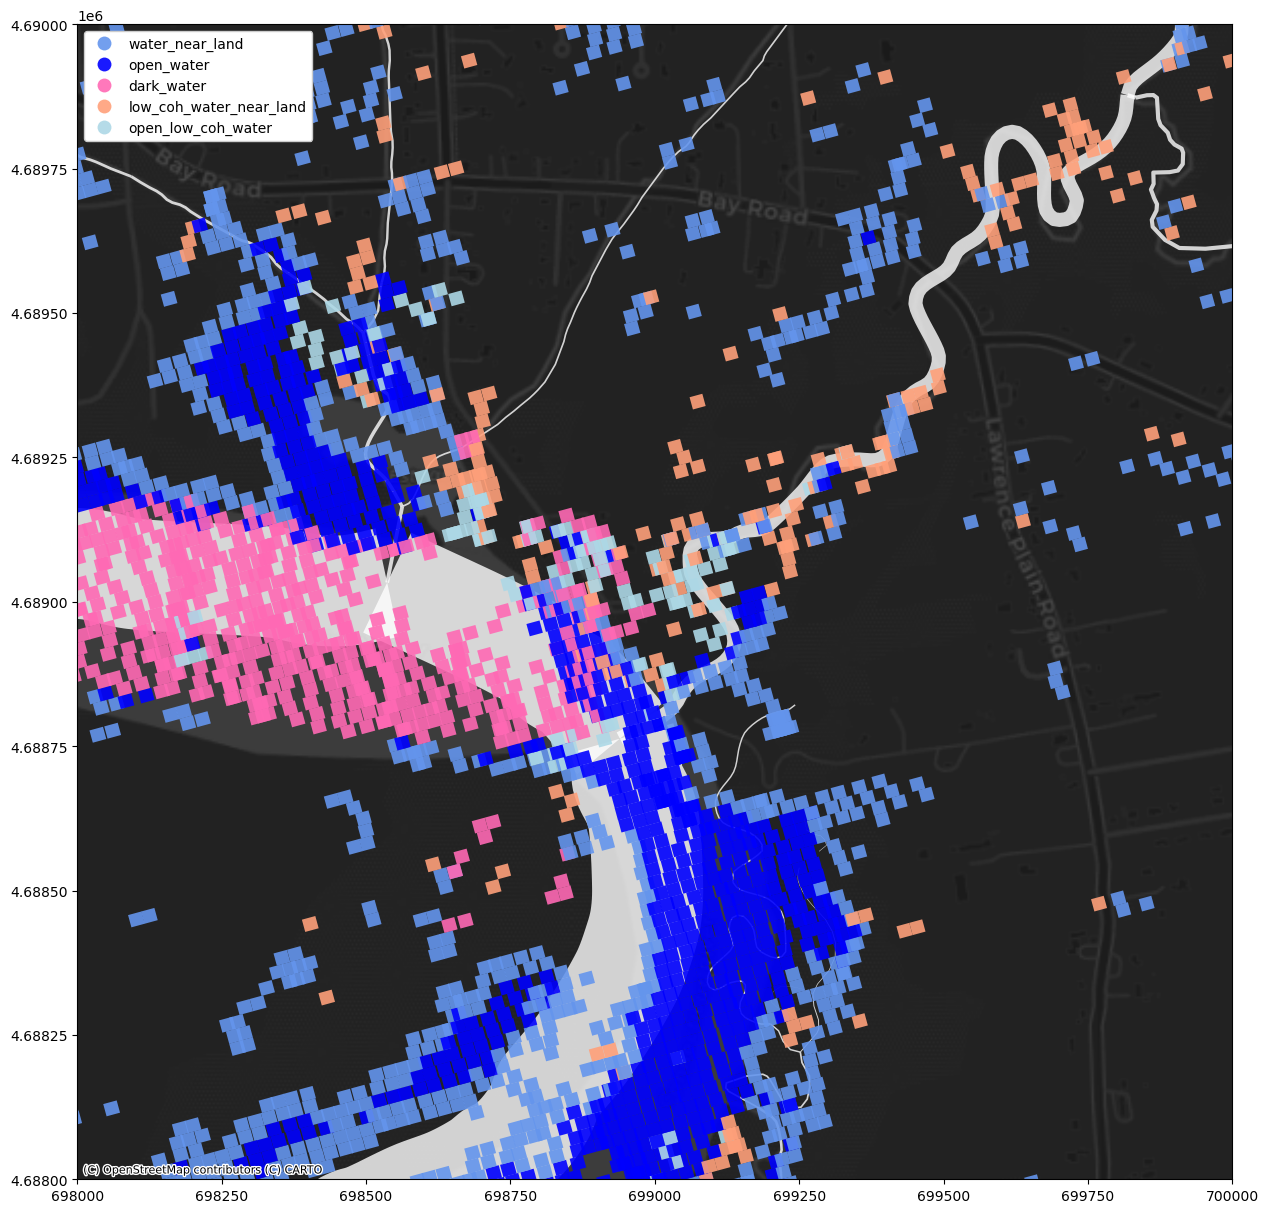 1e6
4.69000
4.68975
4.68950
4.68925
4.68900
4.68875
4.68850
4.68825
4.68800
water_near_land
open_water
dark_water
low_coh_water_near_land
open_low_coh_water
Bay Road
Bay Road
Lawrence Plain Road
(C) OpenStreetMap contributors (C) CARTO
698000 698250 698500 698750 699000 699250 699500 699750 700000